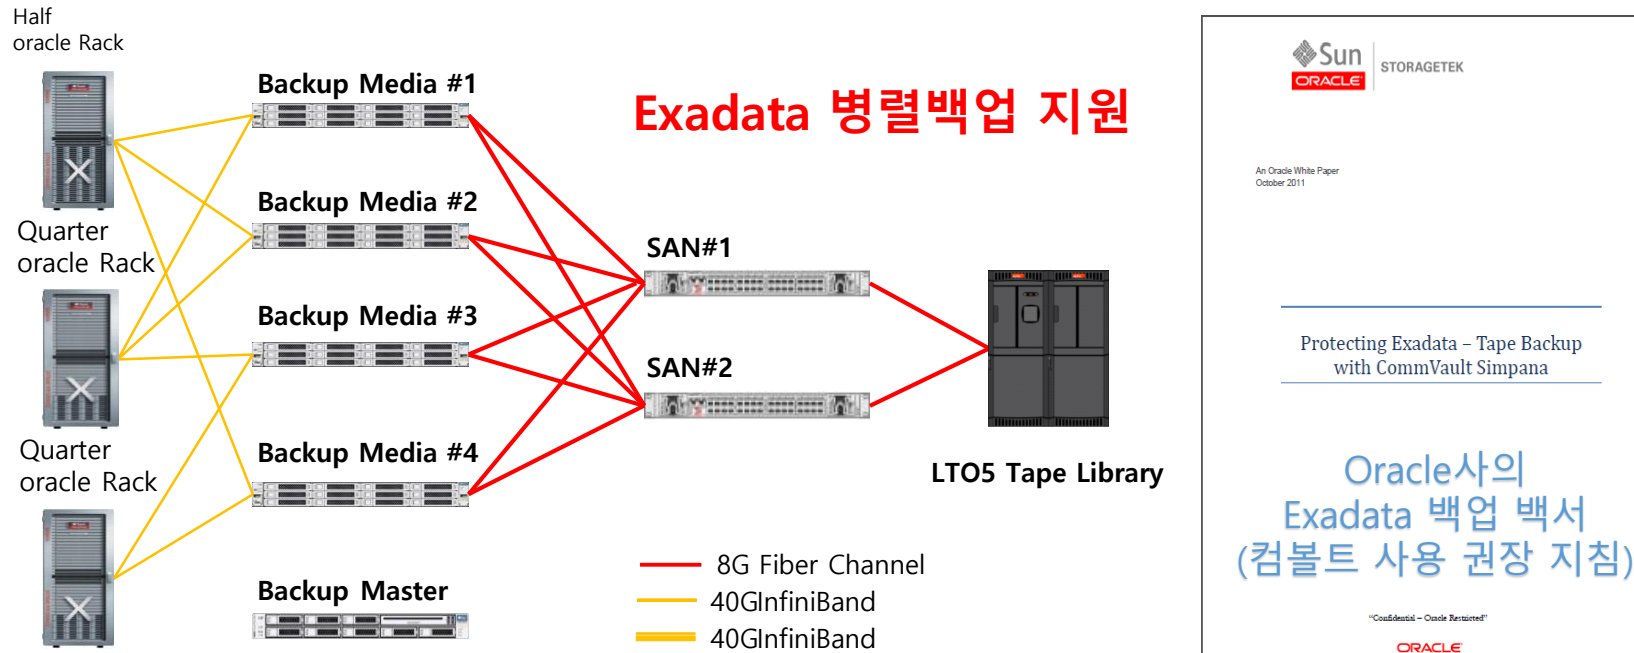 Half
oracle Rack
Quarter
oracle Rack
Quarter
oracle Rack
Backup Media #1
Backup Media #2
Backup Media #3
Backup Media #4
Backup Master
Exadata 병렬백업 지원
SAN#1
SAN#2
LTO5 Tape Library
8G Fiber Channel
40GInfiniBand
40GInfiniBand
Sun
ORACLE
STORAGETEK
An Oracle White Paper
October 2011
Protecting Exadata – Tape Backup
with CommVault Simpana
Oracle사의
Exadata 백업 백서
(컴볼트 사용 권장 지침)
"Confidential – Oracle Restricted"
ORACLE